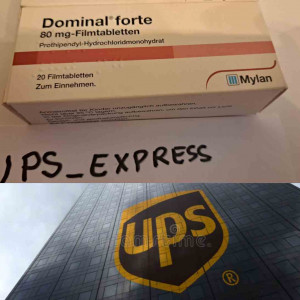 Dominal® forte
80 mg-Filmtabletten
Prothipendyl-Hydrochloridmonohydrat
20 Filmtabletten
Zum Einnehmen.
Mylan
UPS_EXPRESS
ups
®